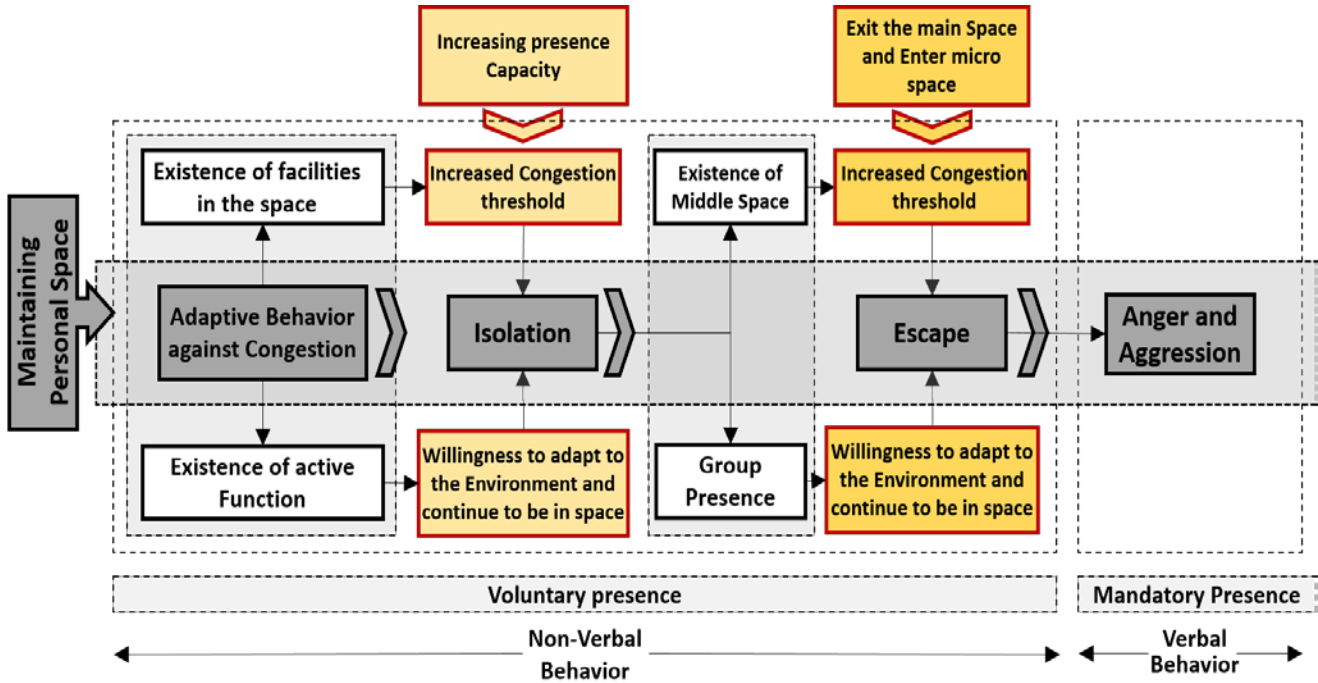 Increasing presence
Capacity
Exit the main Space
and Enter micro
space
Existence of facilities
in the space
Increased Congestion
threshold
Existence of
Middle Space
Increased Congestion
threshold
Maintaining
Personal Space
Adaptive Behavior
against Congestion
Isolation
Escape
Anger and
Aggression
Existence of active
Function
Willingness to adapt to
the Environment and
continue to be in space
Group
Presence
Willingness to adapt to
the Environment and
continue to be in space
Voluntary presence
Mandatory Presence
Non-Verbal
Behavior
Verbal
Behavior